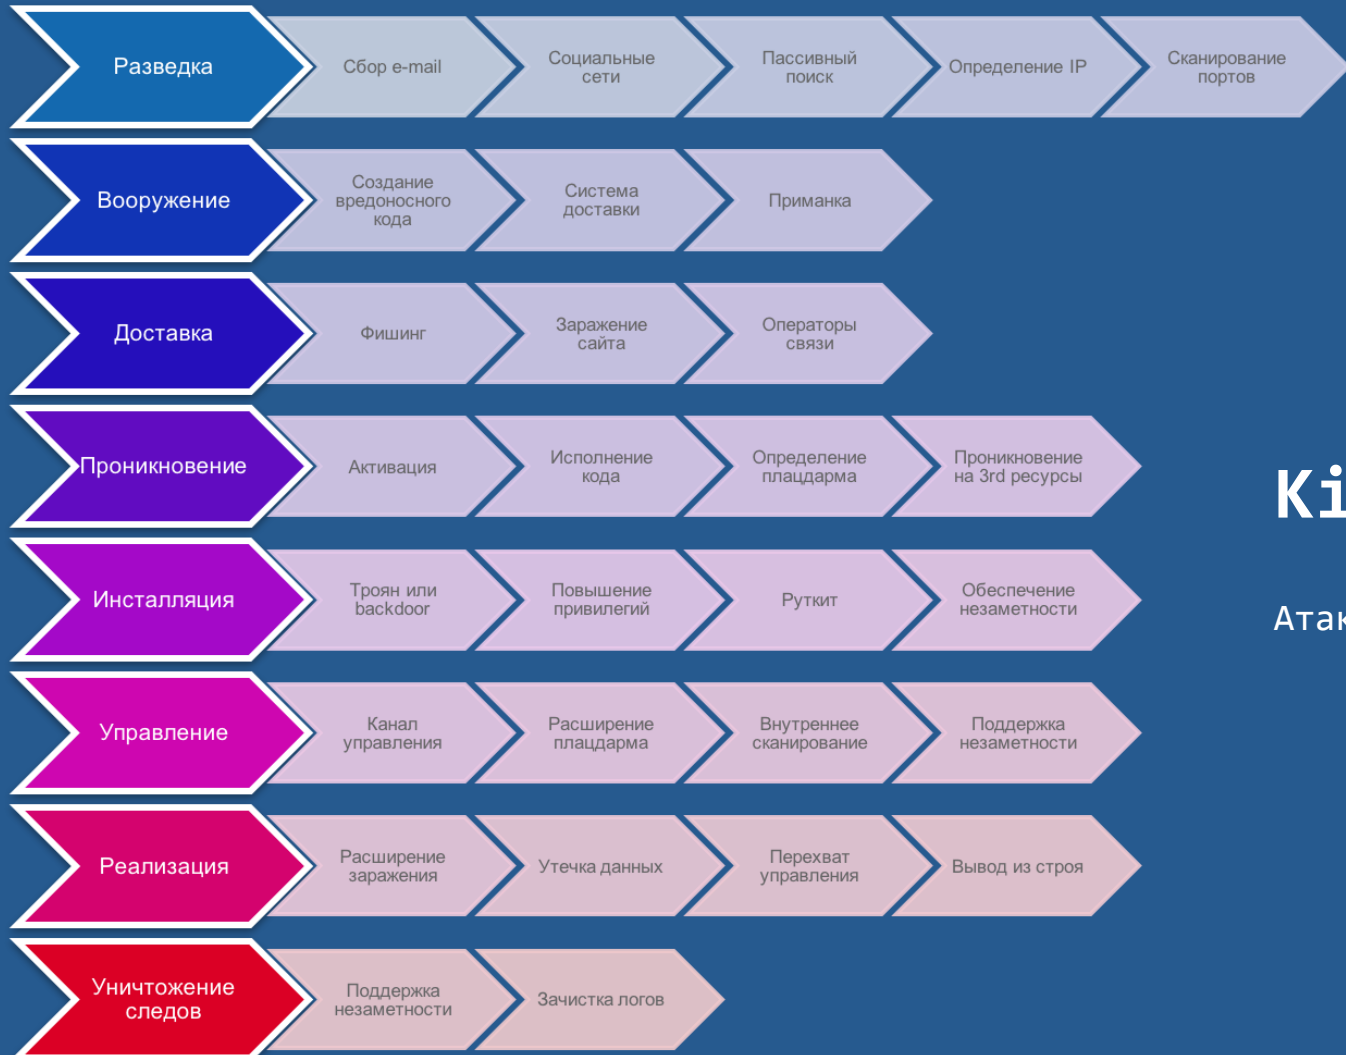 Разведка
Сбор e-mail
Социальные
сети
Пассивный
поиск
Определение IP
Сканирование
портов
Вооружение
Создание
вредоносного
кода
Система
доставки
Приманка
Доставка
Фишинг
Заражение
сайта
Операторы
связи
Проникновение
Активация
Исполнение
кода
Определение
плацдарма
Проникновение
на 3rd ресурсы
Инсталляция
Троян или
backdoor
Повышение
привилегий
Руткит
Обеспечение
незаметности
Управление
Канал
управления
Расширение
плацдарма
Внутреннее
сканирование
Поддержка
незаметности
Реализация
Расширение
заражения
Утечка данных
Перехват
управления
Вывод из строя
Уничтожение
следов
Поддержка
незаметности
Зачистка логов